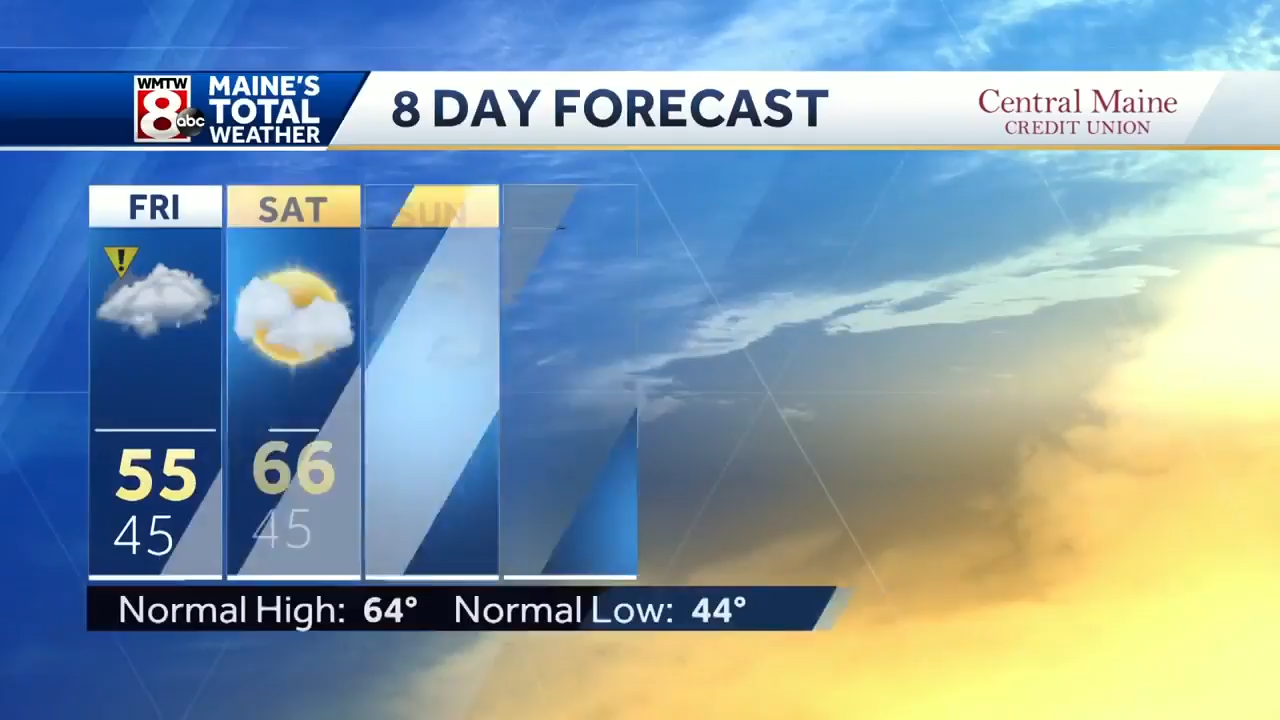 WMTW
8
abc
MAINE'S
TOTAL
WEATHER
8 DAY FORECAST
Central Maine
CREDIT UNION
FRI
SAT
SUN
!
55
66
45
45
Normal High: 64° Normal Low: 44°